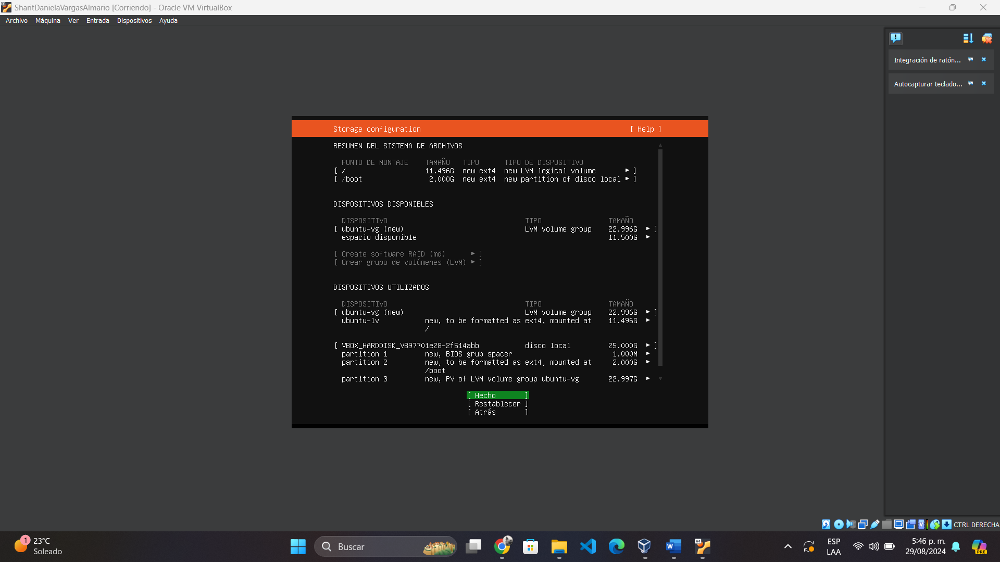 SharitDanielaVargasAlmario [Corriendo] - Oracle VM VirtualBox
Archivo Máquina Ver Entrada Dispositivos Ayuda
Integración de ratón...
Autocapturar teclado...
Storage configuration [ Help ]
RESUMEN DEL SISTEMA DE ARCHIVOS
PUNTO DE MONTAJE TAMAÑO TIPO TIPO DE DISPOSITIVO
[ / 11.496G new ext4 new LVM logical volume ▸ ]
[ /boot 2.000G new ext4 new partition of disco local ▸ ]
DISPOSITIVOS DISPONIBLES
DISPOSITIVO TIPO TAMAÑO
[ ubuntu-vg (new) LVM volume group 22.996G ▸ ]
espacio disponible 11.500G ▸
[ Create software RAID (md) ▸ ]
[ Crear grupo de volúmenes (LVM) ▸ ]
DISPOSITIVOS UTILIZADOS
DISPOSITIVO TIPO TAMAÑO
[ ubuntu-vg (new) LVM volume group 22.996G ▸ ]
ubuntu-lv new, to be formatted as ext4, mounted at 11.496G ▸
/
[ VBOX_HARDDISK_VB97701e28-2f514abb disco local 25.000G ▸ ]
partition 1 new, BIOS grub spacer 1.000M ▸
partition 2 new, to be formatted as ext4, mounted at 2.000G ▸
/boot
partition 3 new, PV of LVM volume group ubuntu-vg 22.997G ▸
[ Hecho ]
[ Restablecer ]
[ Atrás ]
CTRL DERECHA
1
23°C
Soleado
Buscar
64
ESP
LAA
5:46 p. m.
29/08/2024
PRE